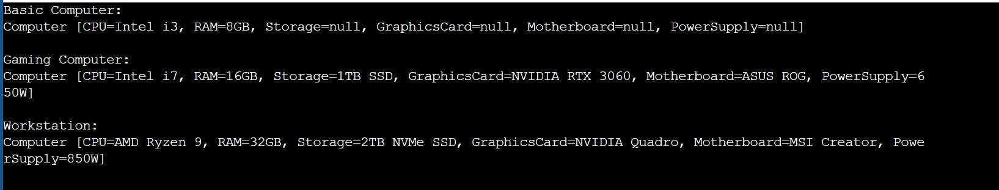 Basic Computer:
Computer [CPU=Intel i3, RAM=8GB, Storage=null, GraphicsCard=null, Motherboard=null, PowerSupply=null]
Gaming Computer:
Computer [CPU=Intel i7, RAM=16GB, Storage=1TB SSD, GraphicsCard=NVIDIA RTX 3060, Motherboard=ASUS ROG, PowerSupply=6
50W]
Workstation:
Computer [CPU=AMD Ryzen 9, RAM=32GB, Storage=2TB NVMe SSD, GraphicsCard=NVIDIA Quadro, Motherboard=MSI Creator, Powe
rSupply=850W]